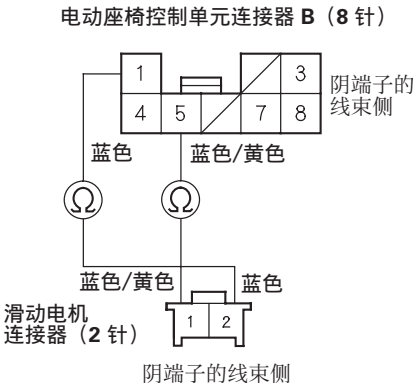 电动座椅控制单元连接器 B（8 针）
1 3
4 5 7 8
阴端子的
线束侧
蓝色 蓝色/黄色
Ω Ω
蓝色/黄色 蓝色
滑动电机
连接器（2 针）
1 2
阴端子的线束侧